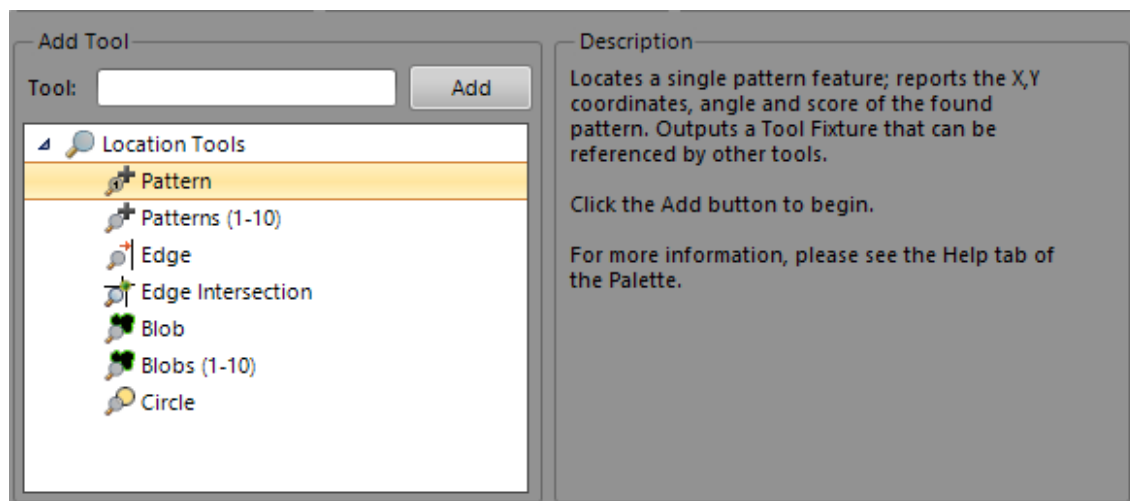 Add Tool
Tool:
Add
Location Tools
Pattern
Patterns (1-10)
Edge
Edge Intersection
Blob
Blobs (1-10)
Circle
Description
Locates a single pattern feature; reports the X,Y
coordinates, angle and score of the found
pattern. Outputs a Tool Fixture that can be
referenced by other tools.
Click the Add button to begin.
For more information, please see the Help tab of
the Palette.